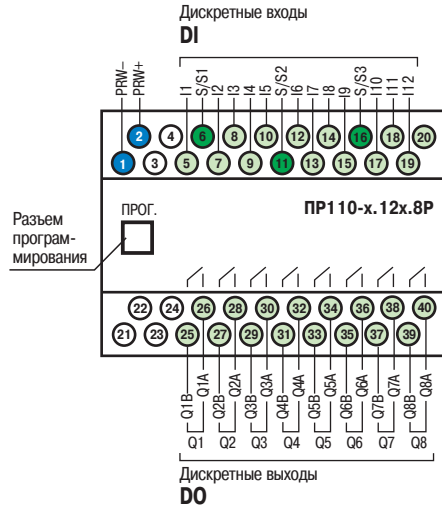 Дискретные входы
DI
PRW–
PRW+
I1
S/S1
I2
I3
I4
I5
S/S2
I6
I7
I8
I9
S/S3
I10
I11
I12
2 4 6 8 10 12 14 16 18 20
1 3 5 7 9 11 13 15 17 19
ПРОГ.
ПР110-х.12х.8Р
Разъем
програм-
мирования
22 24 26 28 30 32 34 36 38 40
21 23 25 27 29 31 33 35 37 39
Q1B
Q1A
Q2B
Q2A
Q3B
Q3A
Q4B
Q4A
Q5B
Q5A
Q6B
Q6A
Q7B
Q7A
Q8B
Q8A
Q1 Q2 Q3 Q4 Q5 Q6 Q7 Q8
Дискретные выходы
DO